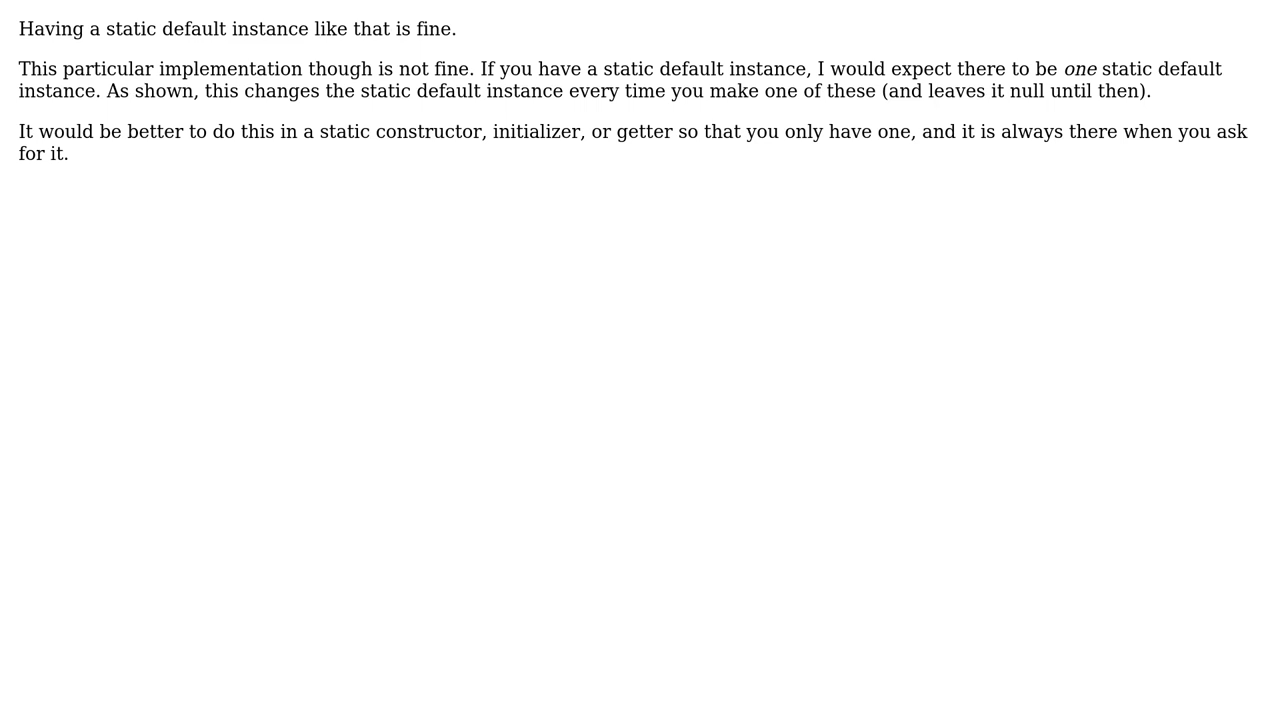 Having a static default instance like that is fine.
This particular implementation though is not fine. If you have a static default instance, I would expect there to be one static default
instance. As shown, this changes the static default instance every time you make one of these (and leaves it null until then).
It would be better to do this in a static constructor, initializer, or getter so that you only have one, and it is always there when you ask
for it.